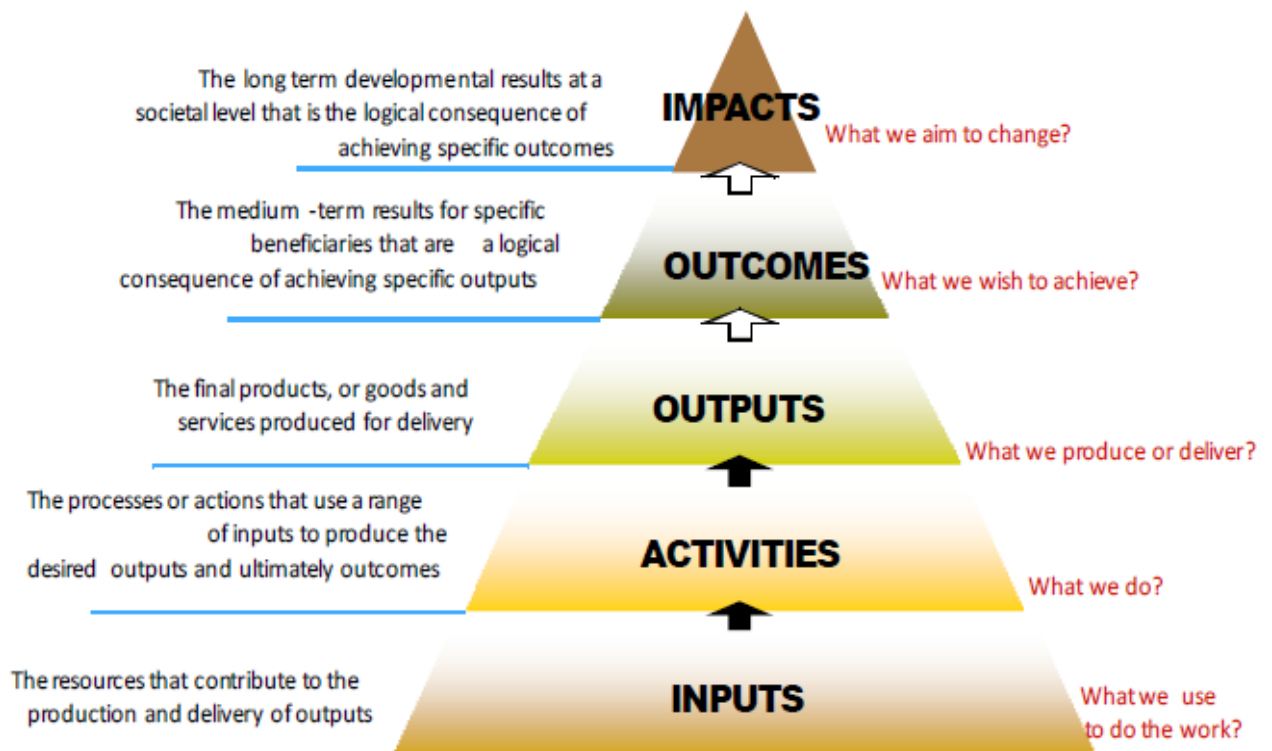 The long term developmental results at a
societal level that is the logical consequence of
achieving specific outcomes
IMPACTS
What we aim to change?
The medium -term results for specific
beneficiaries that are a logical
consequence of achieving specific outputs
OUTCOMES
What we wish to achieve?
The final products, or goods and
services produced for delivery
OUTPUTS
What we produce or deliver?
The processes or actions that use a range
of inputs to produce the
desired outputs and ultimately outcomes
ACTIVITIES
What we do?
The resources that contribute to the
production and delivery of outputs
INPUTS
What we use
to do the work?